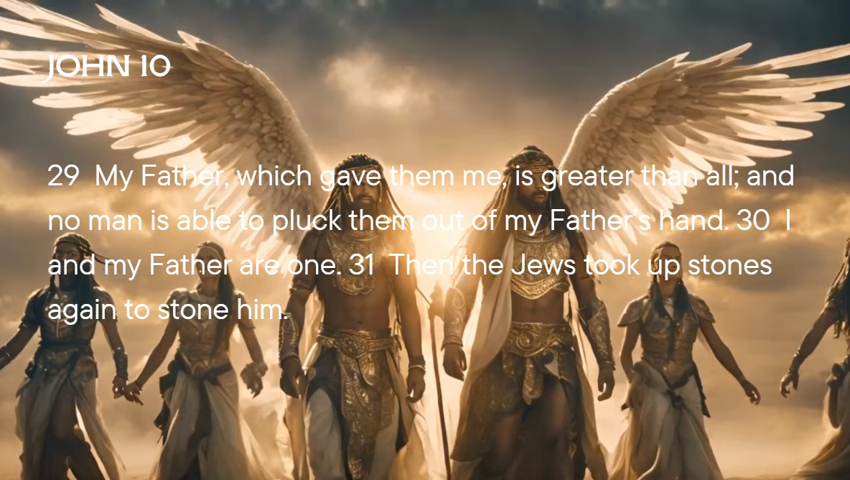 JOHN 10
29 My Father, which gave them me, is greater than all; and
no man is able to pluck them out of my Father's hand. 30 I
and my Father are one. 31 Then the Jews took up stones
again to stone him.